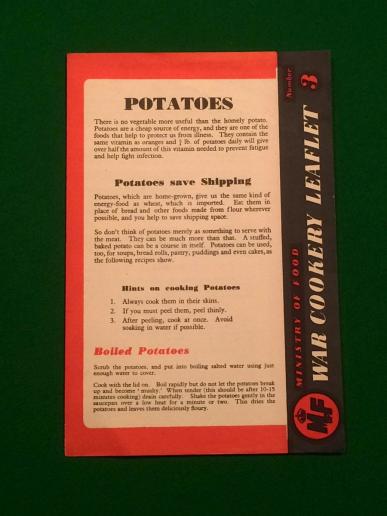 POTATOES
There is no vegetable more useful than the homely potato.
Potatoes are a cheap source of energy, and they are one of the
foods that help to protect us from illness. They contain the
same vitamin as oranges and ¾ lb. of potatoes daily will give
over half the amount of this vitamin needed to prevent fatigue
and help fight infection.
Potatoes save Shipping
Potatoes, which are home-grown, give us the same kind of
energy-food as wheat, which is imported. Eat them in
place of bread and other foods made from flour wherever
possible, and you help to save shipping space.
So don't think of potatoes merely as something to serve with
the meat. They can be much more than that. A stuffed,
baked potato can be a course in itself. Potatoes can be used,
too, for soups, bread rolls, pastry, puddings and even cakes, as
the following recipes show.
Hints on cooking Potatoes
1. Always cook them in their skins.
2. If you must peel them, peel thinly.
3. After peeling, cook at once. Avoid
soaking in water if possible.
Boiled Potatoes
Scrub the potatoes, and put into boiling salted water using just
enough water to cover.
Cook with the lid on. Boil rapidly but do not let the potatoes break
up and become 'mushy.' When tender (this should be after 10-15
minutes cooking) drain carefully. Shake the potatoes gently in the
saucepan over a low heat for a minute or two. This dries the
potatoes and leaves them deliciously floury.
MINISTRY OF FOOD
WAR COOKERY LEAFLET
Number
3
MF